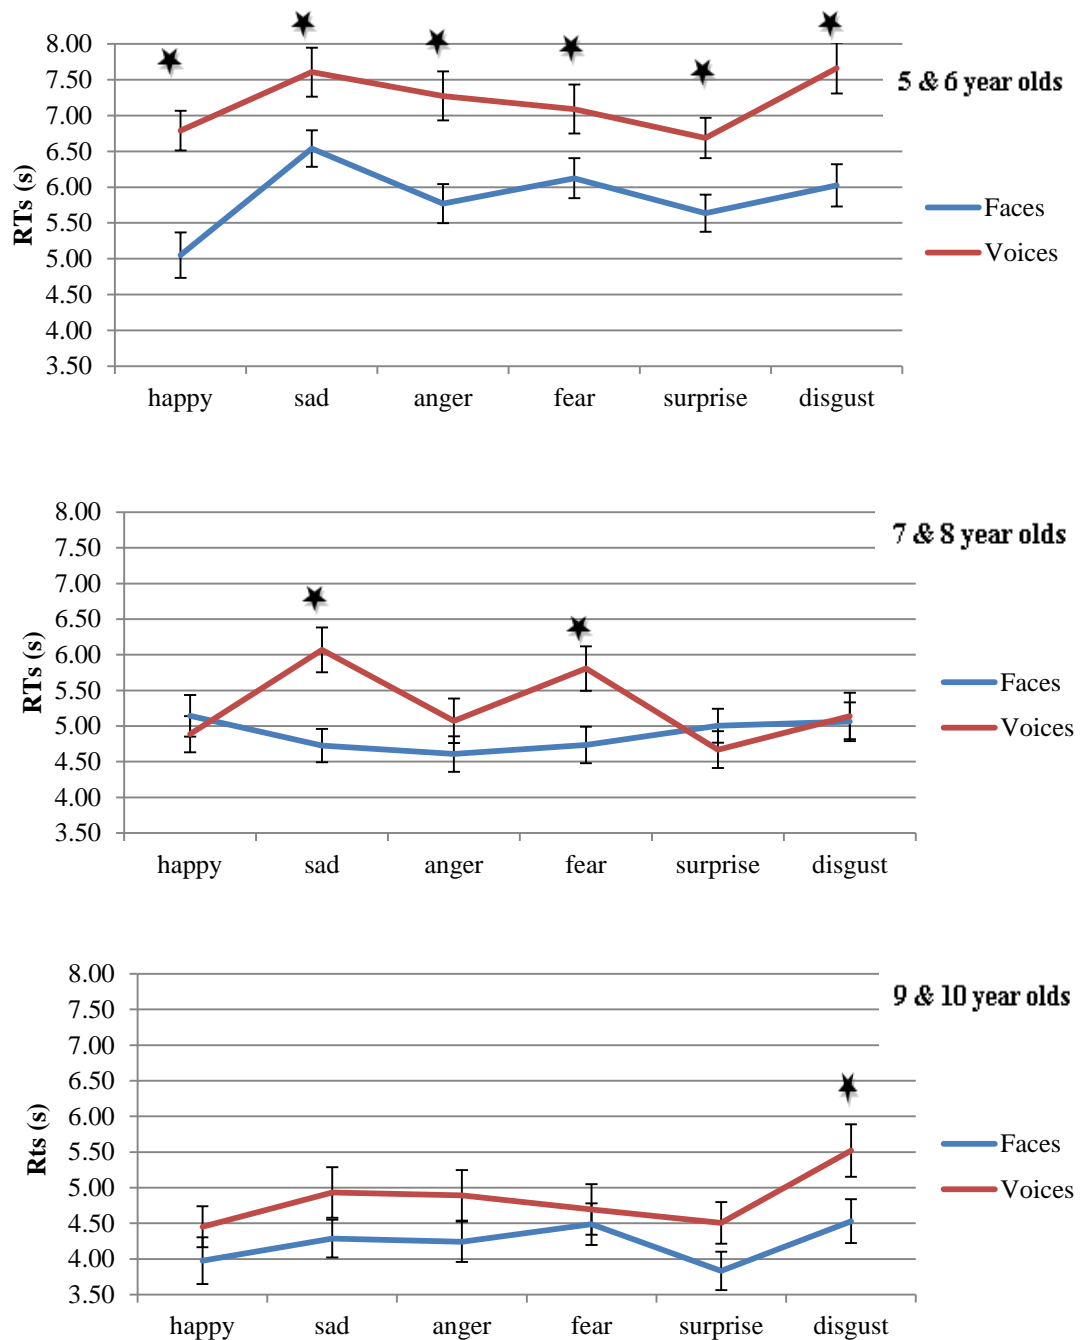 8.00
7.50
7.00
6.50
6.00
5.50
5.00
4.50
4.00
3.50
RTs (s)
5 & 6 year olds
Faces
Voices
happy sad anger fear surprise disgust
8.00
7.50
7.00
6.50
6.00
5.50
5.00
4.50
4.00
3.50
RTs (s)
7 & 8 year olds
Faces
Voices
happy sad anger fear surprise disgust
8.00
7.50
7.00
6.50
6.00
5.50
5.00
4.50
4.00
3.50
Rts (s)
9 & 10 year olds
Faces
Voices
happy sad anger fear surprise disgust